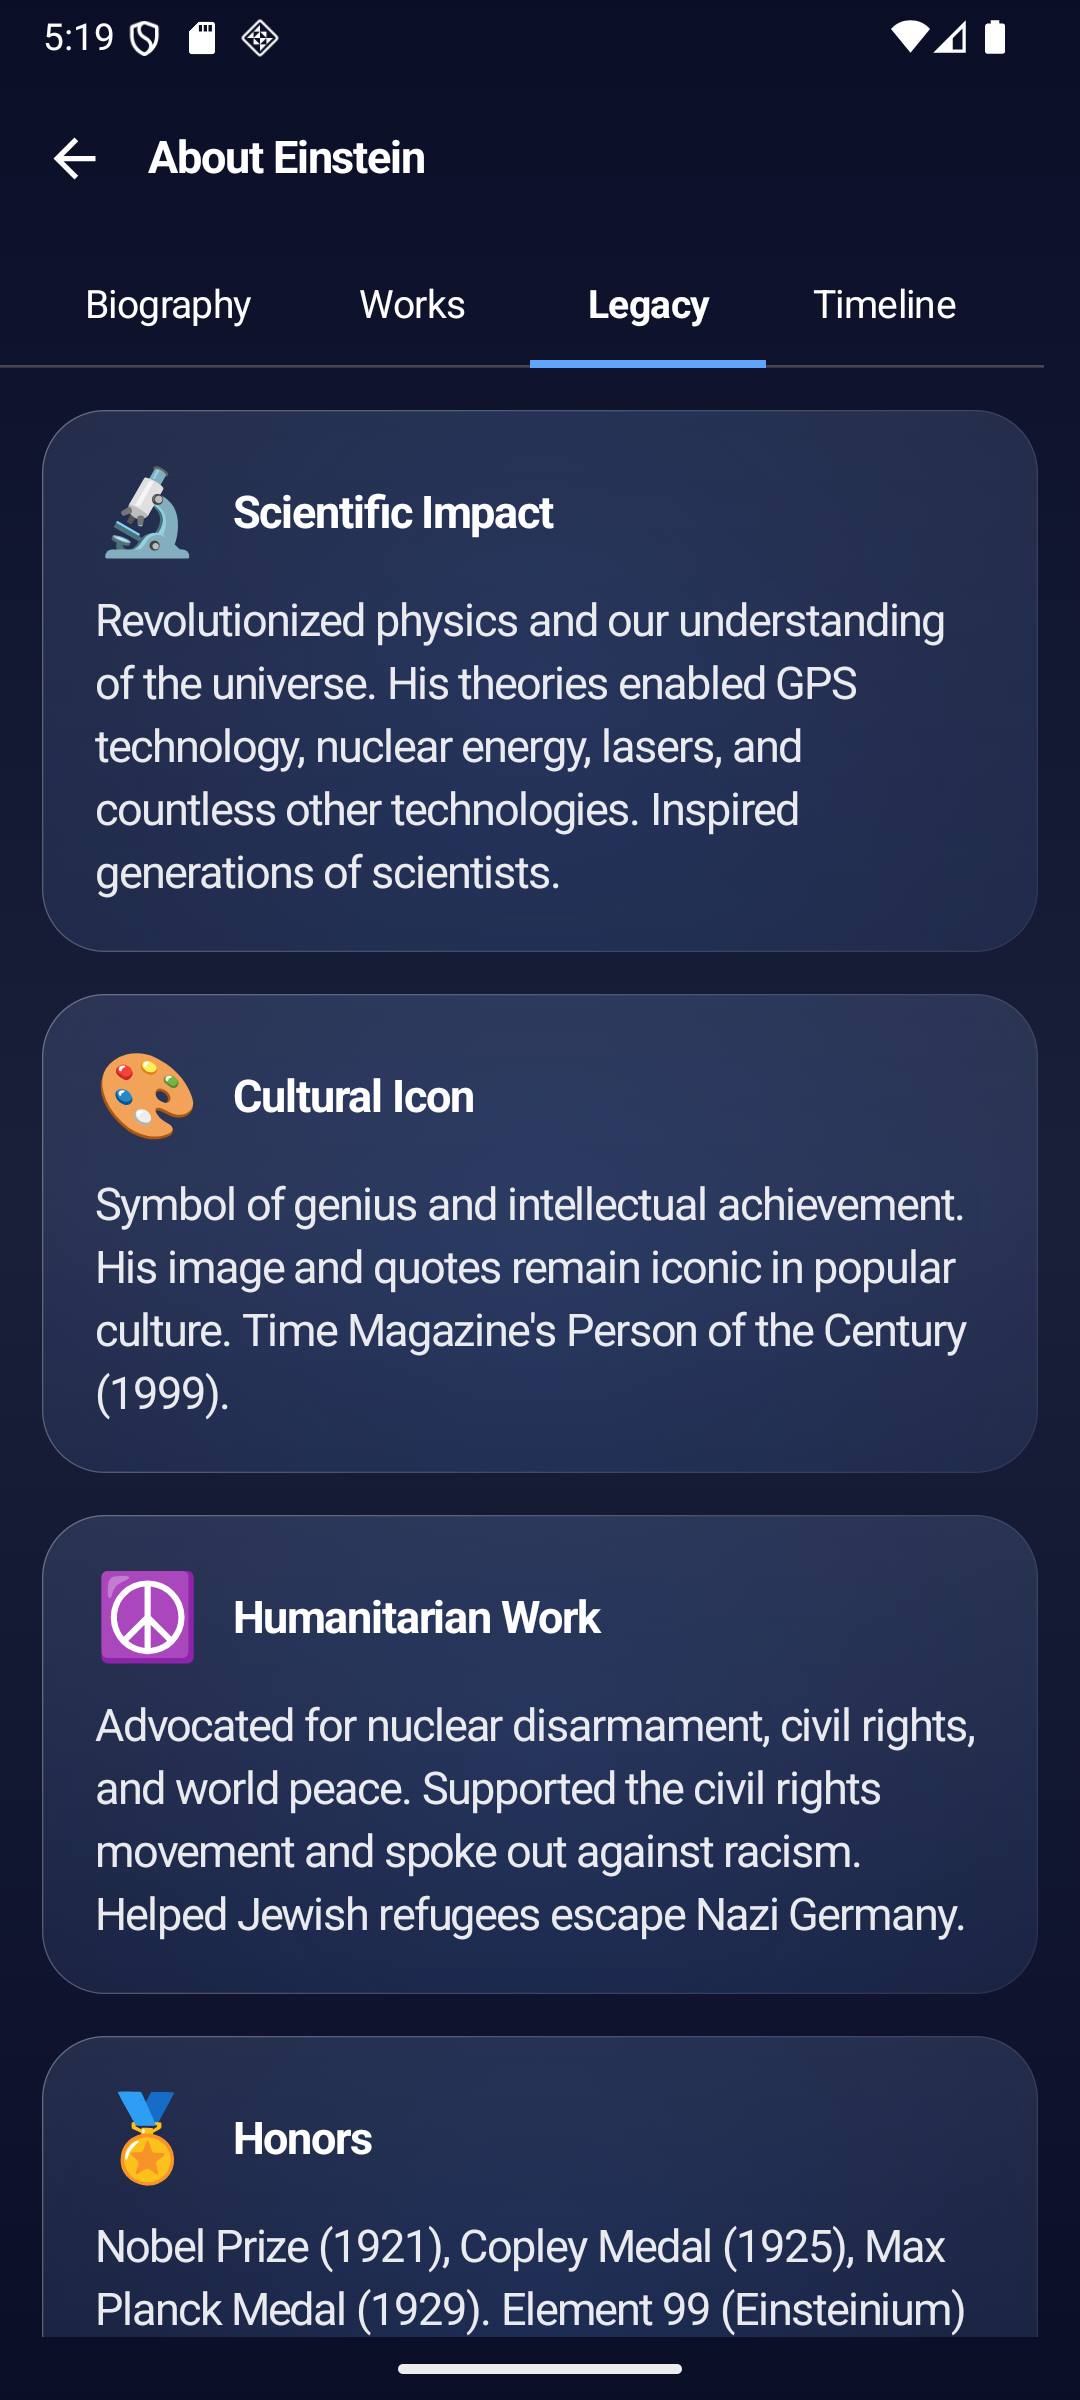 5:19
About Einstein
Biography
Works
Legacy
Timeline
Scientific Impact
Revolutionized physics and our understanding
of the universe. His theories enabled GPS
technology, nuclear energy, lasers, and
countless other technologies. Inspired
generations of scientists.
Cultural Icon
Symbol of genius and intellectual achievement.
His image and quotes remain iconic in popular
culture. Time Magazine's Person of the Century
(1999).
Humanitarian Work
Advocated for nuclear disarmament, civil rights,
and world peace. Supported the civil rights
movement and spoke out against racism.
Helped Jewish refugees escape Nazi Germany.
Honors
Nobel Prize (1921), Copley Medal (1925), Max
Planck Medal (1929). Element 99 (Einsteinium)